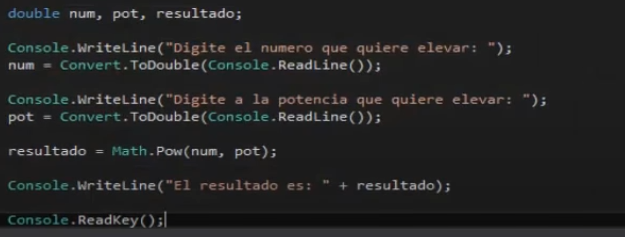 double num, pot, resultado;
Console.WriteLine("Digite el numero que quiere elevar: ");
num = Convert.ToDouble(Console.ReadLine());
Console.WriteLine("Digite a la potencia que quiere elevar: ");
pot = Convert.ToDouble(Console.ReadLine());
resultado = Math.Pow(num, pot);
Console.WriteLine("El resultado es: " + resultado);
Console.ReadKey();